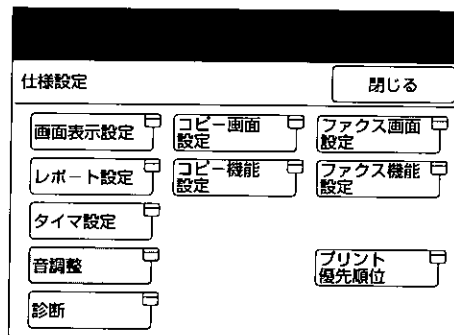 仕様設定
閉じる
画面表示設定
コピー画面
設定
ファクス画面
設定
レポート設定
コピー機能
設定
ファクス機能
設定
タイマ設定
音調整
プリント
優先順位
診断